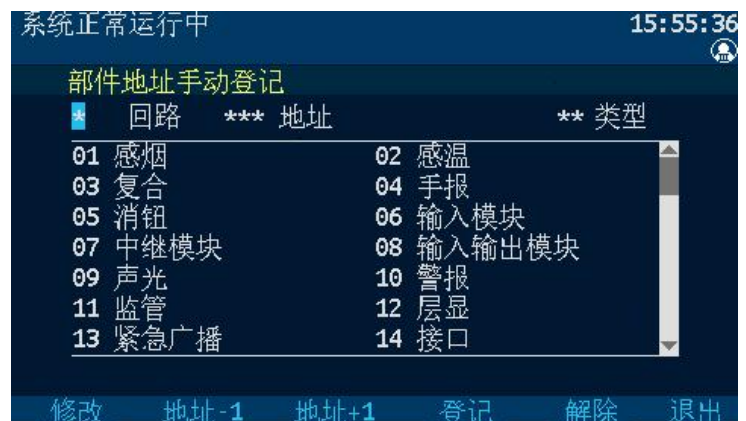 系统正常运行中 15:55:36
部件地址手动登记
* 回路 *** 地址 ** 类型
01 感烟 02 感温
03 复合 04 手报
05 消钮 06 输入模块
07 中继模块 08 输入输出模块
09 声光 10 警报
11 监管 12 层显
13 紧急广播 14 接口
修改 地址-1 地址+1 登记 解除 退出